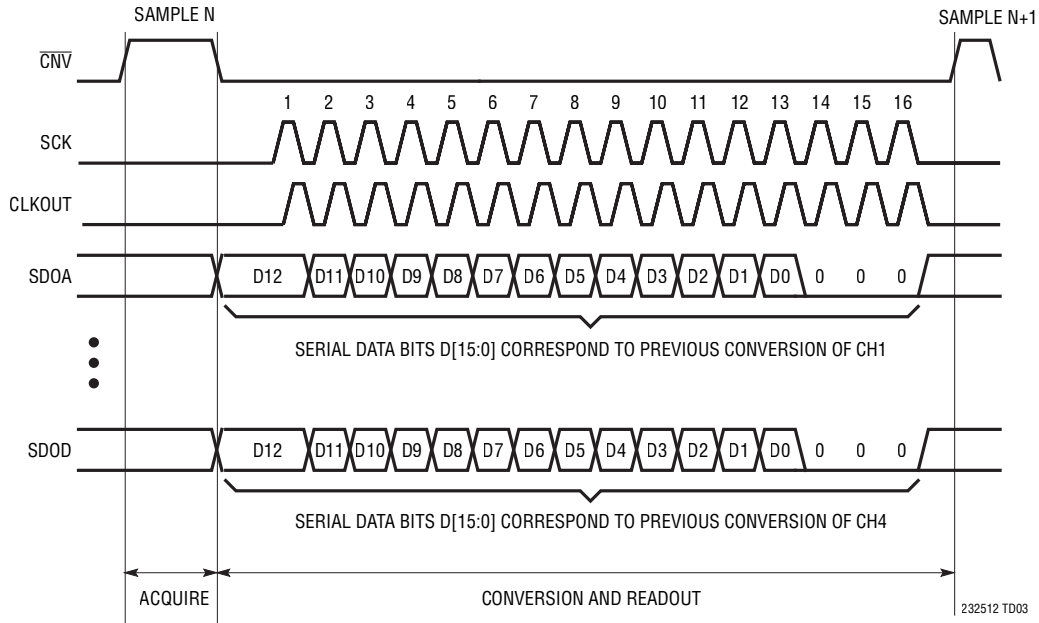 SAMPLE N
SAMPLE N+1
CNV
1 2 3 4 5 6 7 8 9 10 11 12 13 14 15 16
SCK
CLKOUT
SDOA D12 D11 D10 D9 D8 D7 D6 D5 D4 D3 D2 D1 D0 0 0 0
SERIAL DATA BITS D[15:0] CORRESPOND TO PREVIOUS CONVERSION OF CH1
SDOD D12 D11 D10 D9 D8 D7 D6 D5 D4 D3 D2 D1 D0 0 0 0
SERIAL DATA BITS D[15:0] CORRESPOND TO PREVIOUS CONVERSION OF CH4
ACQUIRE CONVERSION AND READOUT
232512 TD03